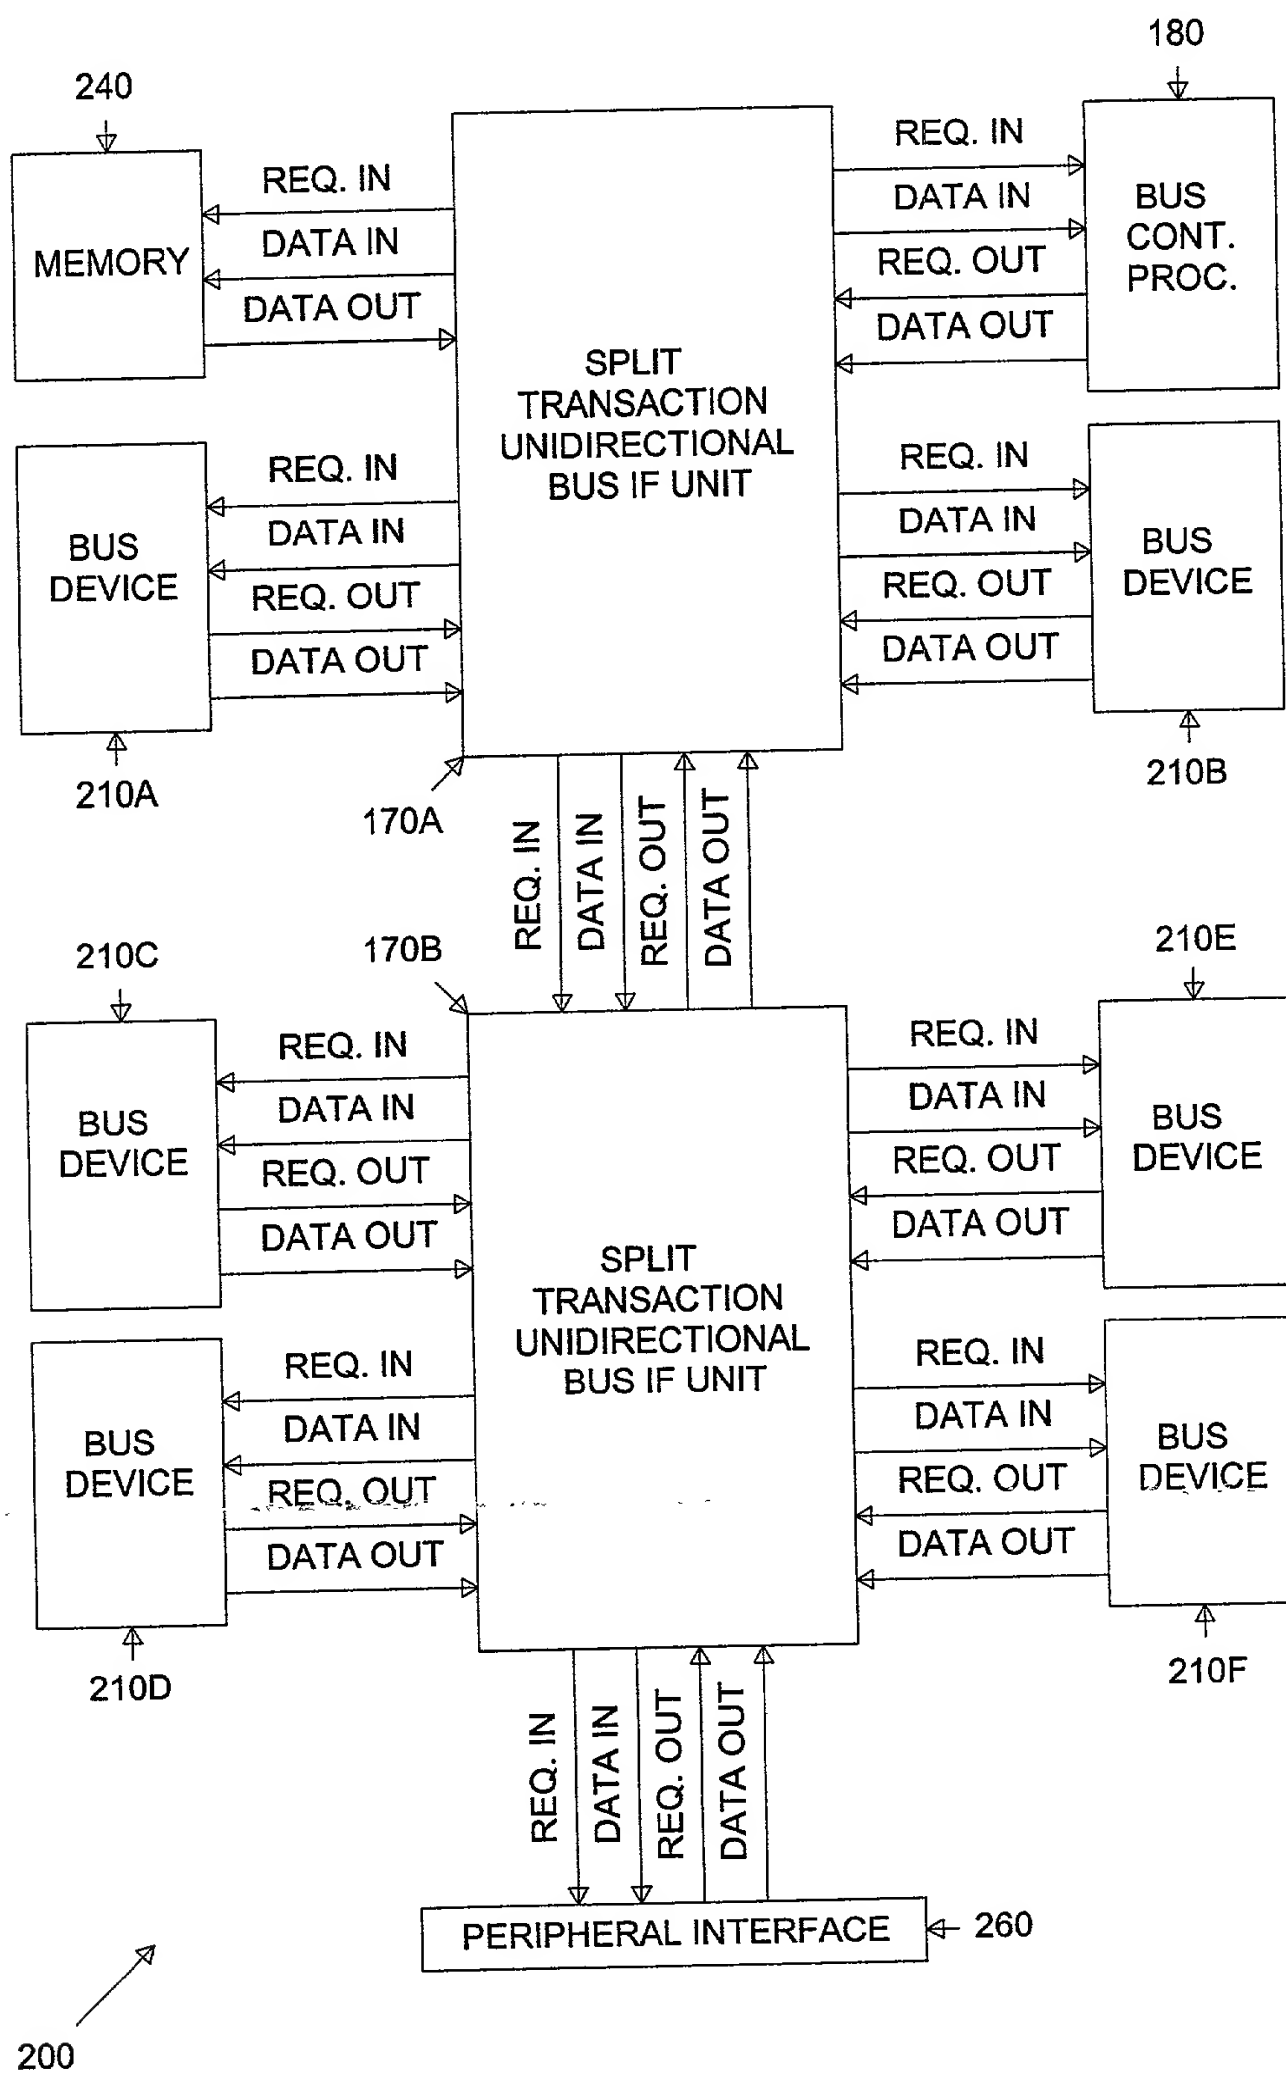 180
240
REQ. IN
DATA IN
DATA OUT
MEMORY
SPLIT
TRANSACTION
UNIDIRECTIONAL
BUS IF UNIT
REQ. IN
DATA IN
REQ. OUT
DATA OUT
BUS
CONT.
PROC.
BUS
DEVICE
REQ. IN
DATA IN
REQ. OUT
DATA OUT
REQ. IN
DATA IN
REQ. OUT
DATA OUT
BUS
DEVICE
210A
170A
210B
REQ. IN
DATA IN
REQ. OUT
DATA OUT
210C
170B
210E
BUS
DEVICE
REQ. IN
DATA IN
REQ. OUT
DATA OUT
SPLIT
TRANSACTION
UNIDIRECTIONAL
BUS IF UNIT
REQ. IN
DATA IN
REQ. OUT
DATA OUT
BUS
DEVICE
BUS
DEVICE
REQ. IN
DATA IN
REQ. OUT
DATA OUT
REQ. IN
DATA IN
REQ. OUT
DATA OUT
BUS
DEVICE
210D
210F
REQ. IN
DATA IN
REQ. OUT
DATA OUT
PERIPHERAL INTERFACE
260
200